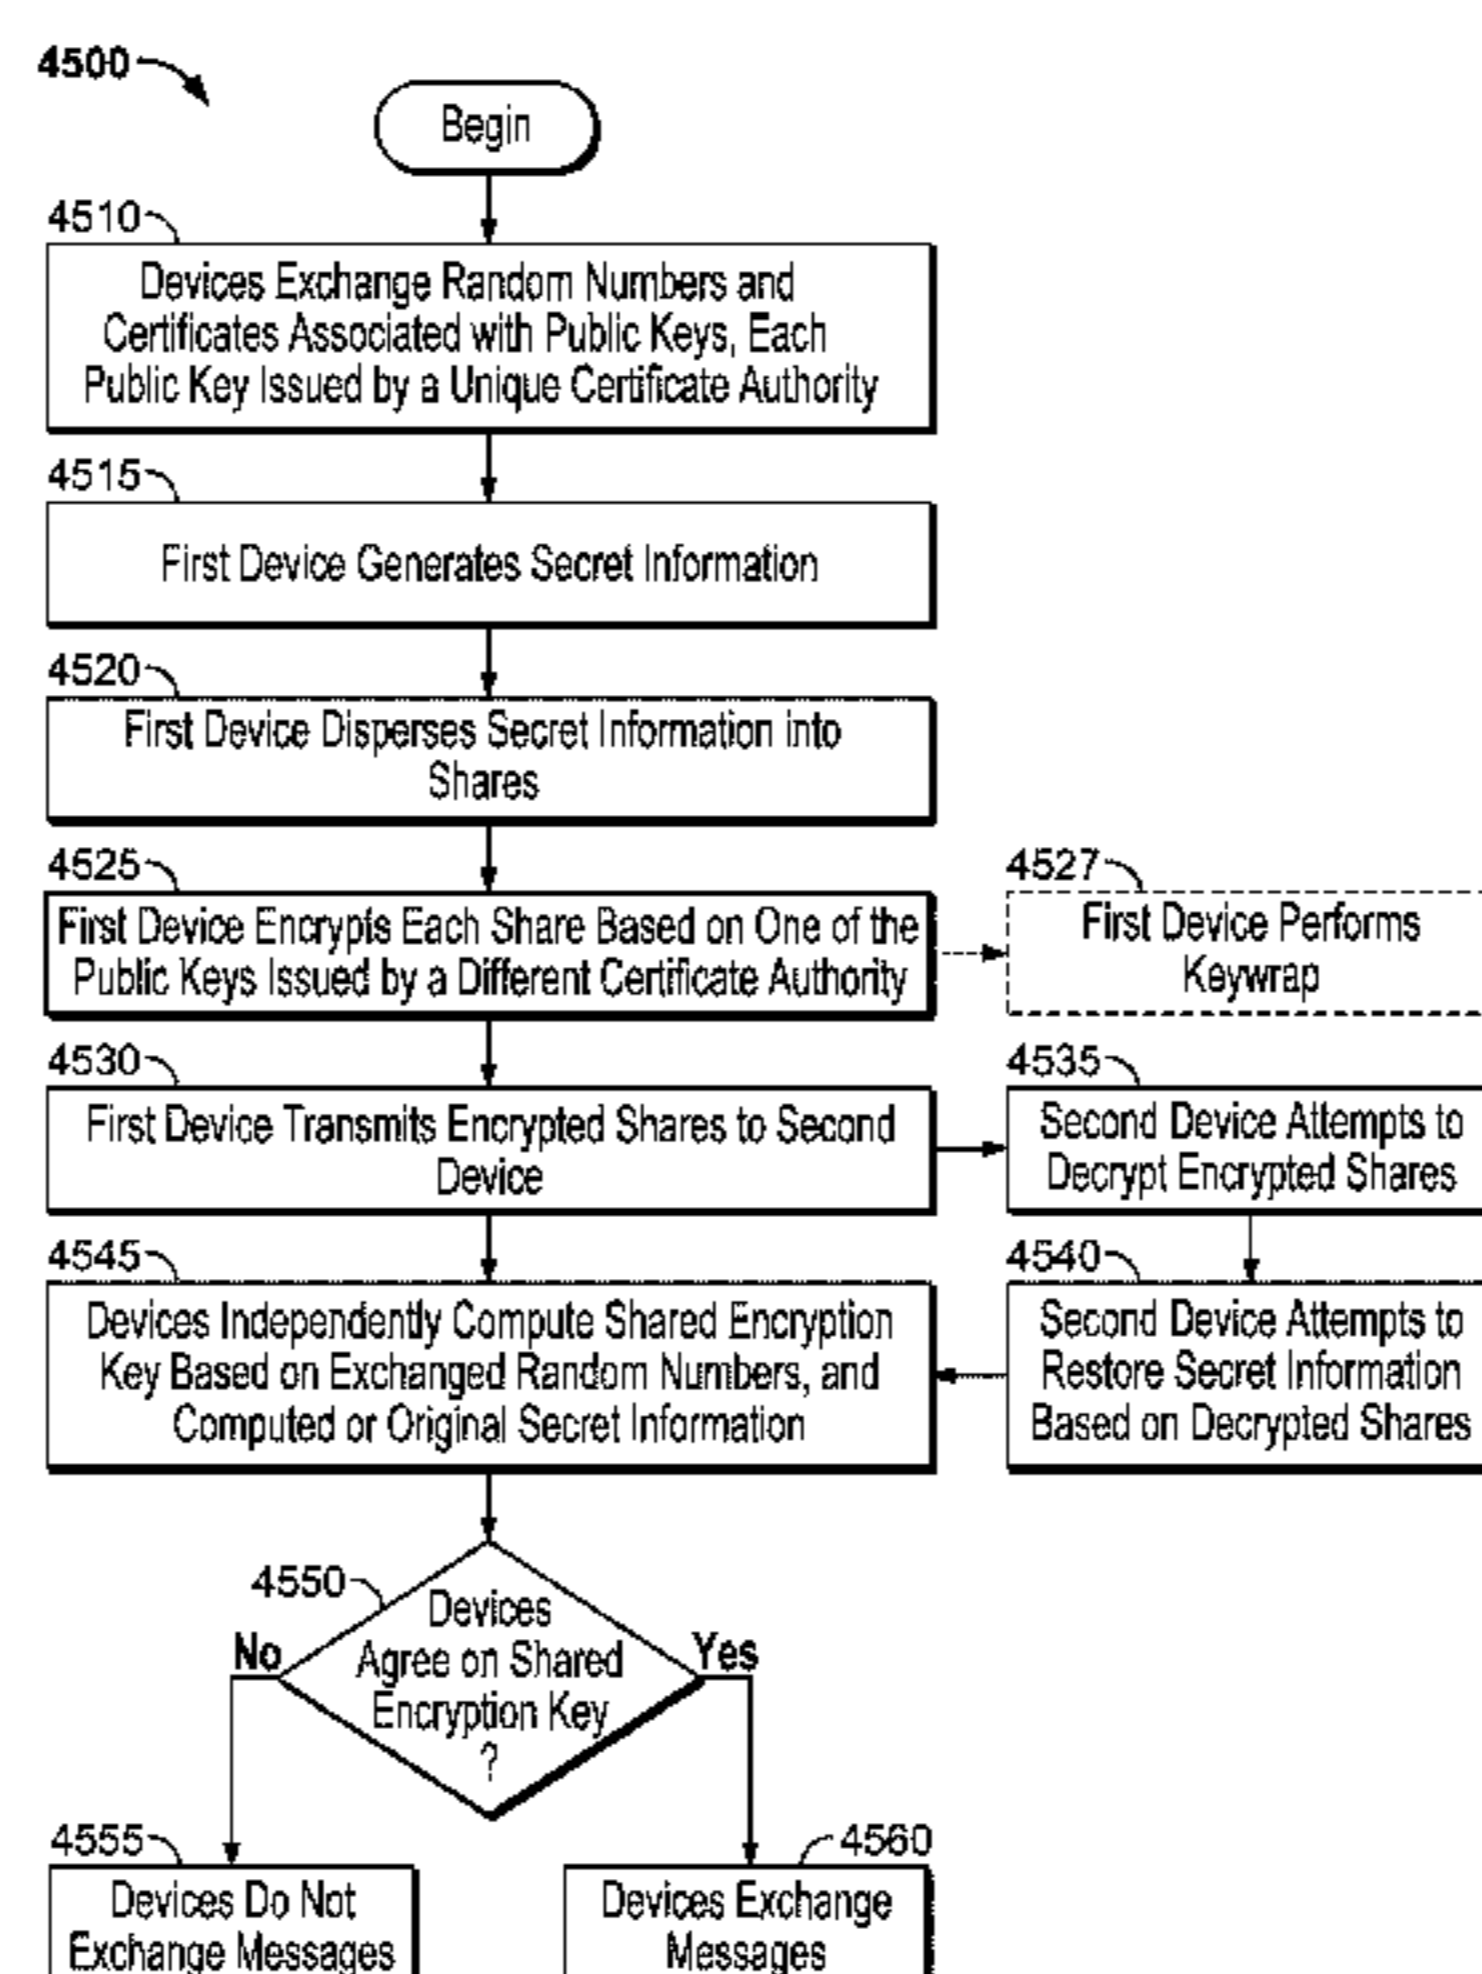 4500
Begin
4510
Devices Exchange Random Numbers and
Certificates Associated with Public Keys, Each
Public Key Issued by a Unique Certificate Authority
4515
First Device Generates Secret Information
4520
First Device Disperses Secret Information into
Shares
4525
First Device Encrypts Each Share Based on One of the
Public Keys Issued by a Different Certificate Authority
4527
First Device Performs
Keywrap
4530
First Device Transmits Encrypted Shares to Second
Device
4535
Second Device Attempts to
Decrypt Encrypted Shares
4540
Second Device Attempts to
Restore Secret Information
Based on Decrypted Shares
4545
Devices Independently Compute Shared Encryption
Key Based on Exchanged Random Numbers, and
Computed or Original Secret Information
4550
Devices
Agree on Shared
Encryption Key
?
No
Yes
4555
Devices Do Not
Exchange Messages
4560
Devices Exchange
Messages